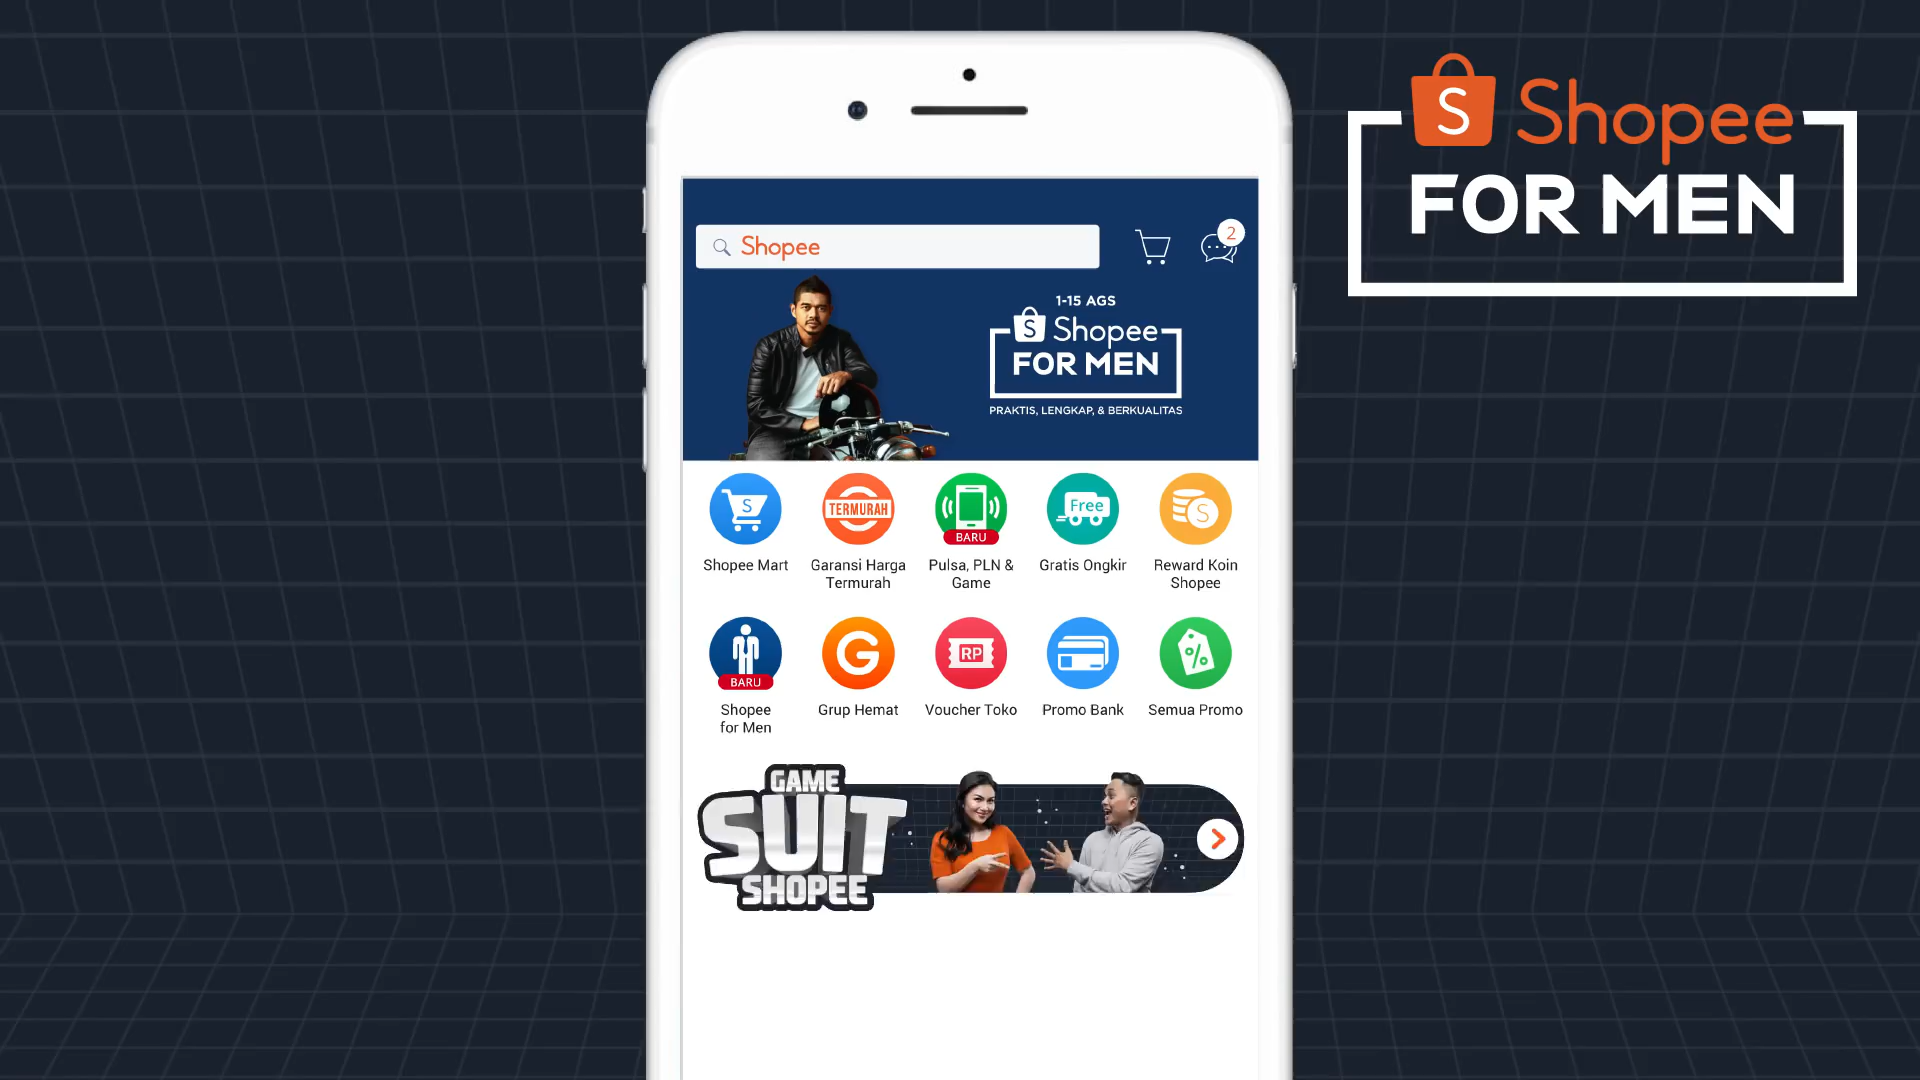 Shopee
FOR MEN
Shopee
2
1-15 AGS
Shopee
FOR MEN
PRAKTIS, LENGKAP, & BERKUALITAS
TERMURAH
Free
BARU
Shopee Mart
Garansi Harga
Termurah
Pulsa, PLN &
Game
Gratis Ongkir
Reward Koin
Shopee
RP
BARU
Shopee
for Men
Grup Hemat
Voucher Toko
Promo Bank
Semua Promo
GAME
SUIT
SHOPEE